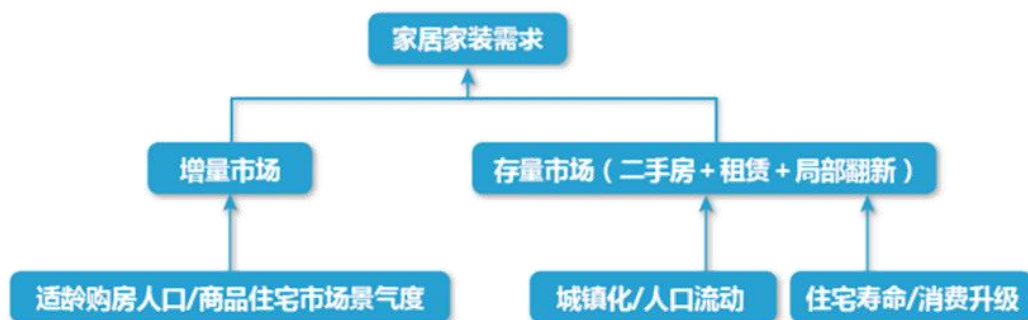 家居家装需求
增量市场
存量市场（二手房+租赁+局部翻新）
适龄购房人口/商品住宅市场景气度
城镇化/人口流动
住宅寿命/消费升级